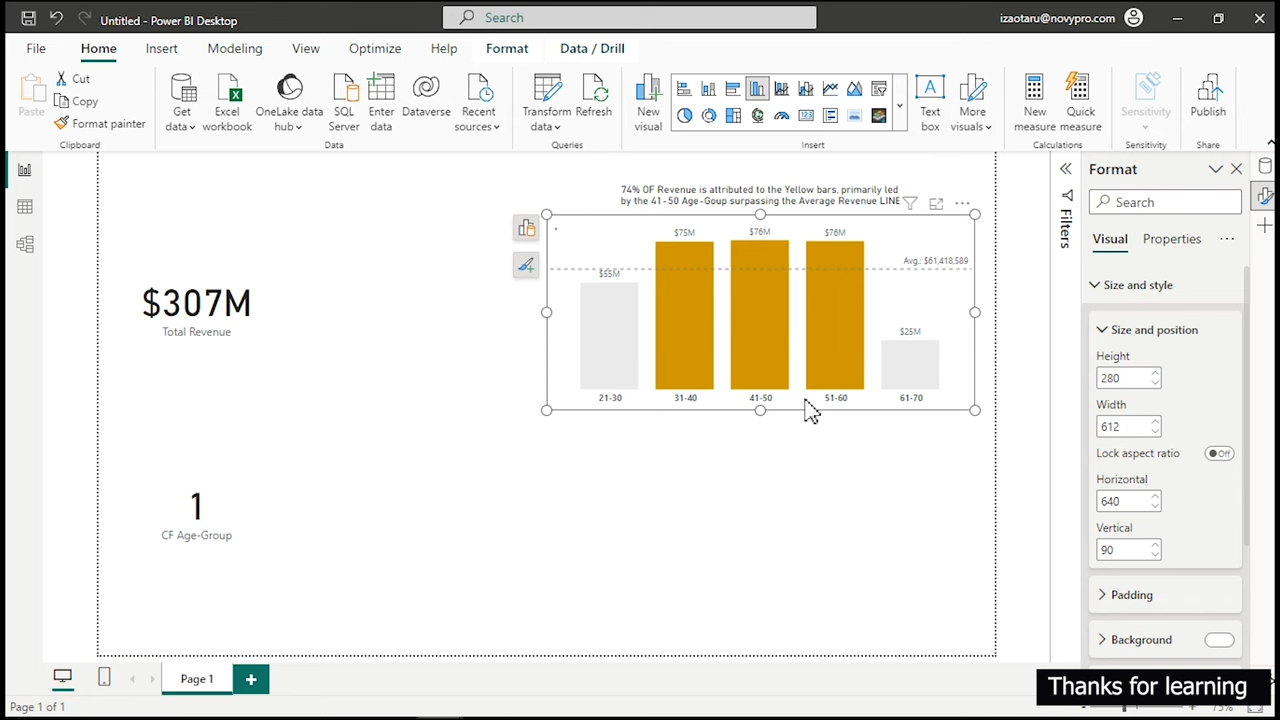 Untitled - Power BI Desktop
Search
izaotaru@novypro.com
File
Home
Insert
Modeling
View
Optimize
Help
Format
Data / Drill
Paste
Cut
Copy
Format painter
Clipboard
Get data
Excel workbook
OneLake data hub
SQL Server
Enter data
Dataverse
Recent sources
Data
Transform data
Refresh
Queries
New visual
Text box
More visuals
Insert
New measure
Quick measure
Calculations
Sensitivity
Sensitivity
Publish
Share
74% OF Revenue is attributed to the Yellow bars, primarily led
by the 41-50 Age-Goup surpassing the Average Revenue LINE
$55M
$75M
$76M
$76M
$25M
Avg.: $61,418,589
21-30
31-40
41-50
51-60
61-70
$307M
Total Revenue
1
CF Age-Group
Filters
Format
Search
Visual
Properties
Size and style
Size and position
Height
280
Width
612
Lock aspect ratio
Off
Horizontal
640
Vertical
90
Padding
Background
Page 1
Page 1 of 1
Thanks for learning